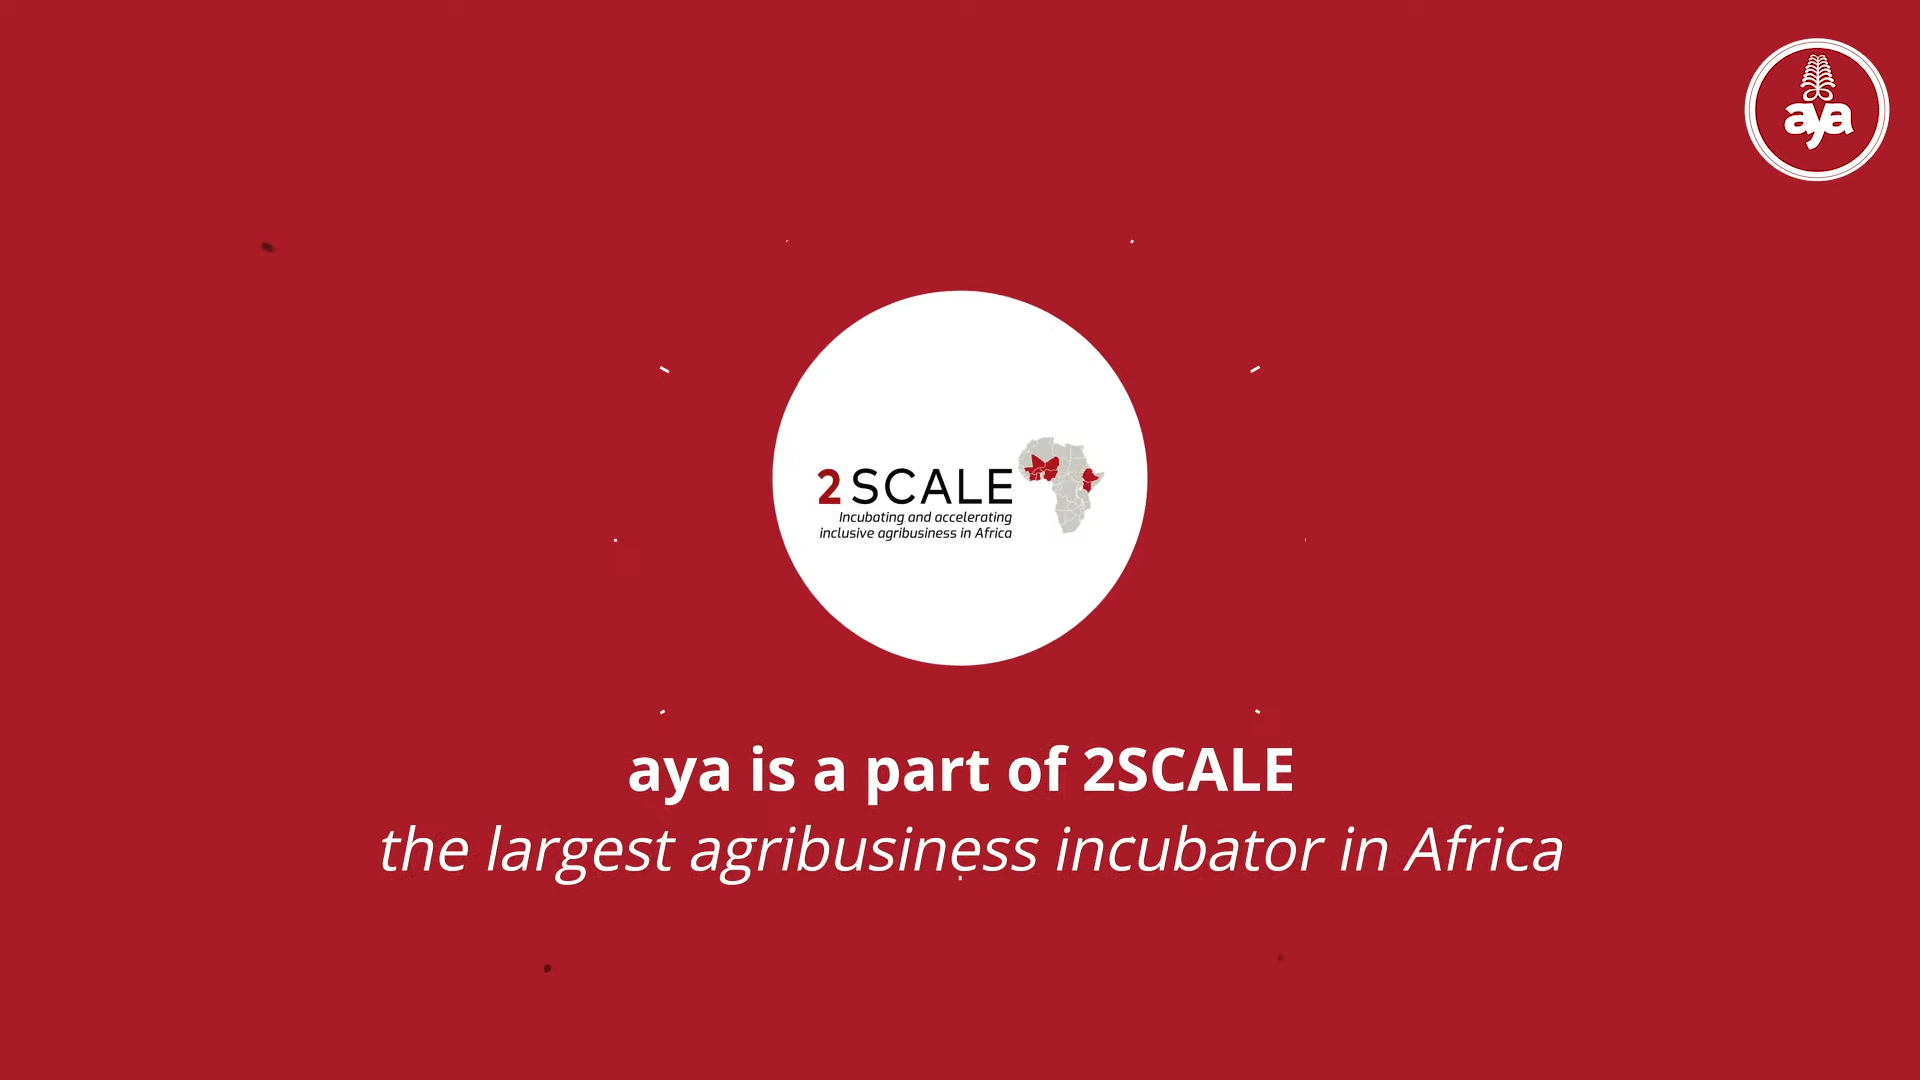 aya
2SCALE
Incubating and accelerating
inclusive agribusiness in Africa
aya is a part of 2SCALE
the largest agribusiness incubator in Africa